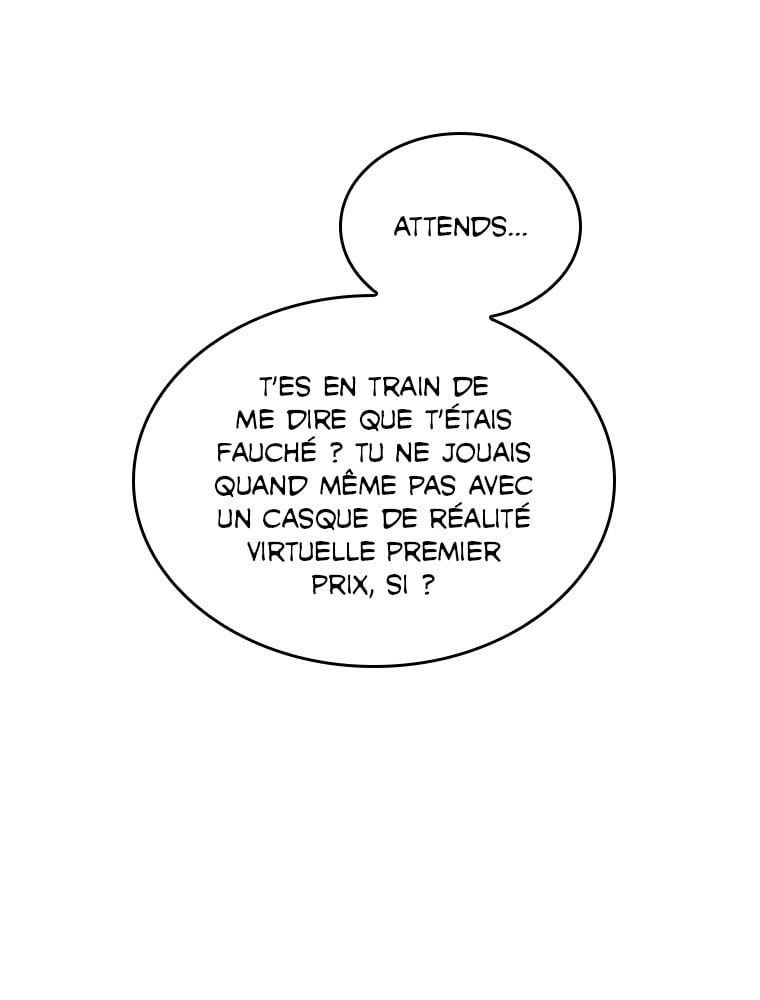 ATTENDS...
T'ES EN TRAIN DE
ME DIRE QUE T'ÉTAIS
FAUCHÉ ? TU NE JOUAIS
QUAND MÊME PAS AVEC
UN CASQUE DE RÉALITÉ
VIRTUELLE PREMIER
PRIX, SI ?